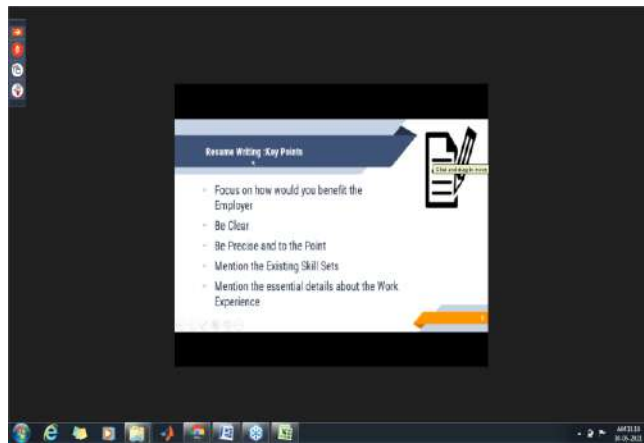 Resume Writing :Key Points
Focus on how would you benefit the
Employer
Be Clear
Be Precise and to the Point
Mention the Existing Skill Sets
Mention the essential details about the Work
Experience